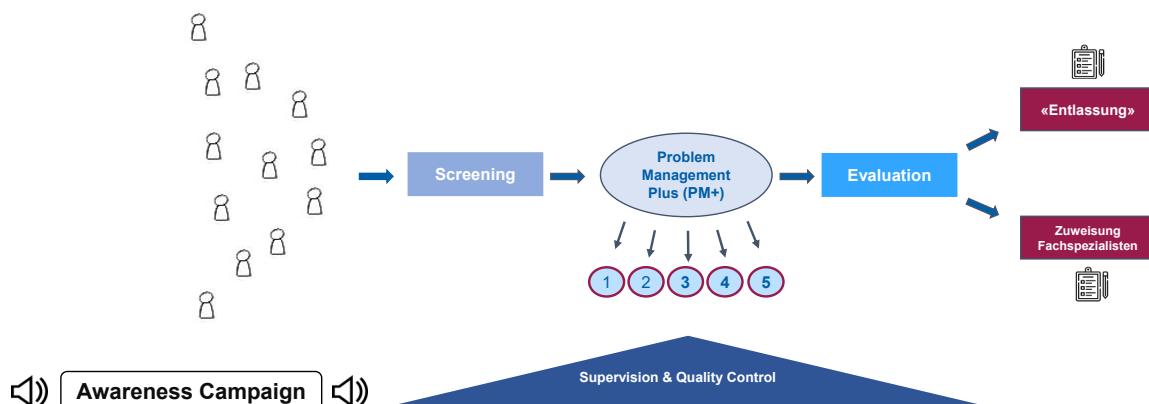 «Entlassung»
Screening
Problem
Management
Plus (PM+)
Evaluation
Zuweisung
Fachspezialisten
1 2 3 4 5
Supervision & Quality Control
Awareness Campaign